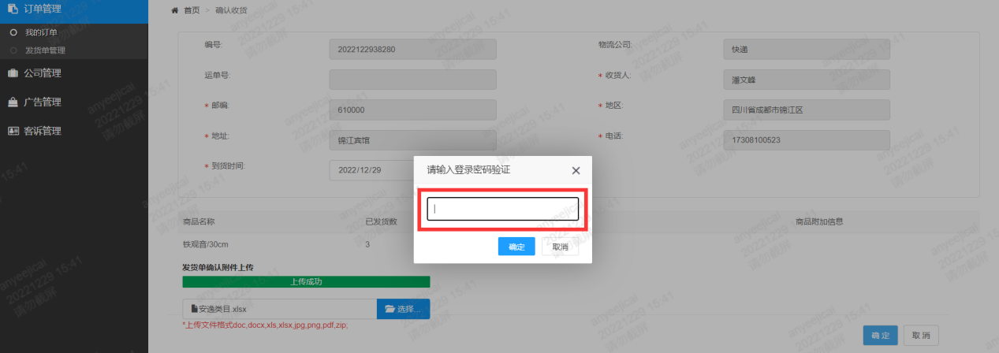 订单管理
首页 > 确认收货
我的订单
发货单管理
公司管理
广告管理
客诉管理
编号: 2022122938280 物流公司: 快递
运单号: * 收货人: 潘文峰
* 邮编: 610000 * 地区: 四川省成都市锦江区
* 地址: 锦江宾馆 * 电话: 17308100523
* 到货时间: 2022/12/29
请输入登录密码验证
确定 取消
商品名称 已发货数 商品附加信息
铁观音/30cm 3
发货单确认附件上传
上传成功
安逸类目.xlsx 选择...
*上传文件格式doc,docx,xls,xlsx,jpg,png,pdf,zip;
确定 取消
anyeejicai
20221229 15:41
请勿截屏